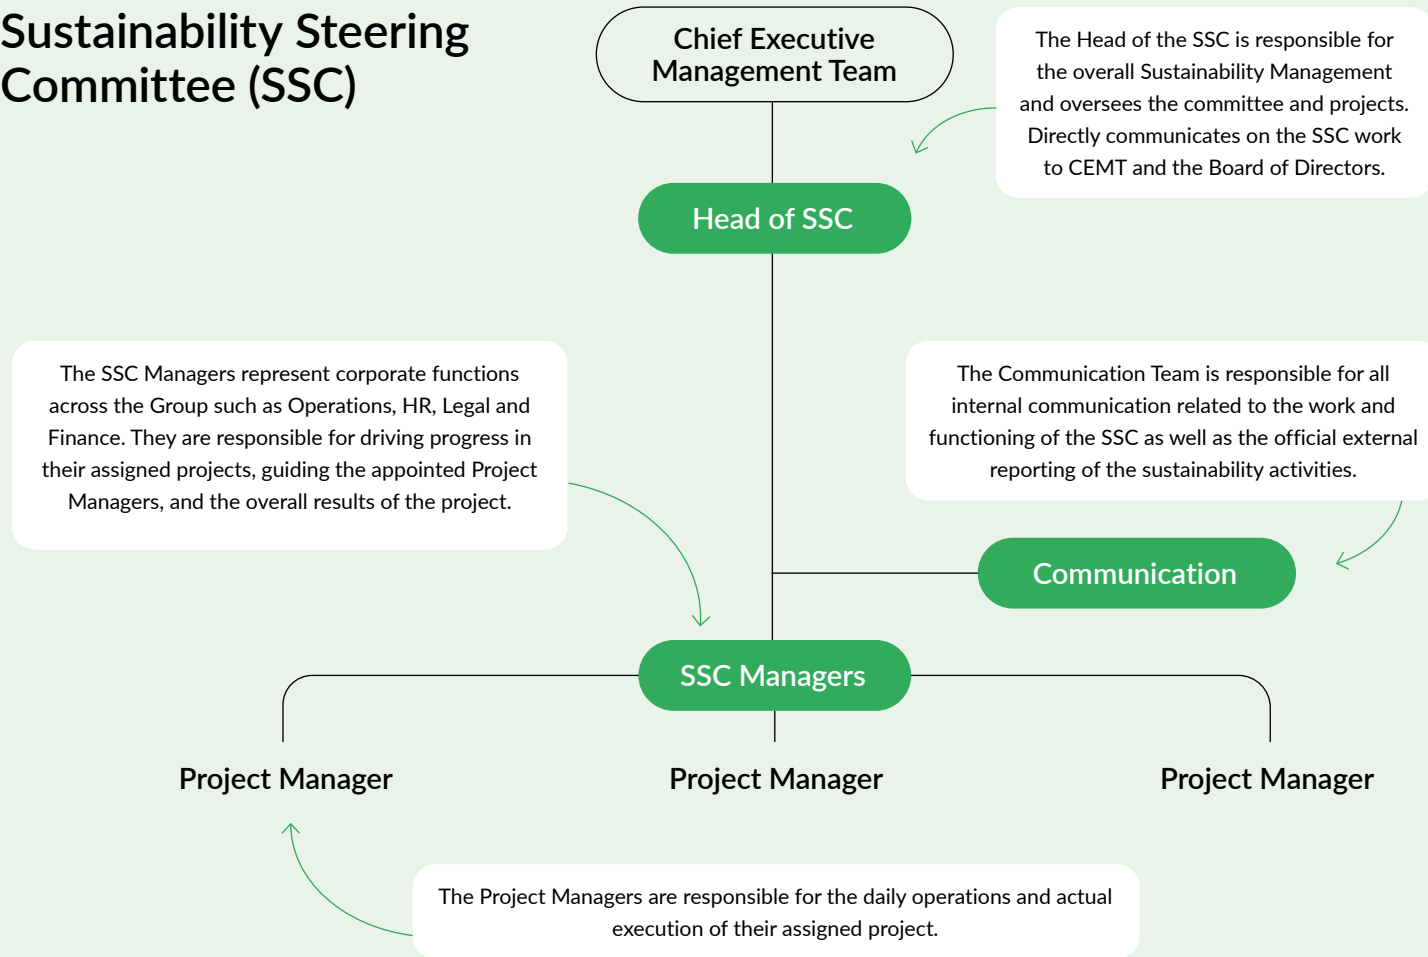 Sustainability Steering
Committee (SSC)
Chief Executive
Management Team
The Head of the SSC is responsible for
the overall Sustainability Management
and oversees the committee and projects.
Directly communicates on the SSC work
to CEMT and the Board of Directors.
Head of SSC
The SSC Managers represent corporate functions
across the Group such as Operations, HR, Legal and
Finance. They are responsible for driving progress in
their assigned projects, guiding the appointed Project
Managers, and the overall results of the project.
The Communication Team is responsible for all
internal communication related to the work and
functioning of the SSC as well as the official external
reporting of the sustainability activities.
Communication
SSC Managers
Project Manager
Project Manager
Project Manager
The Project Managers are responsible for the daily operations and actual
execution of their assigned project.